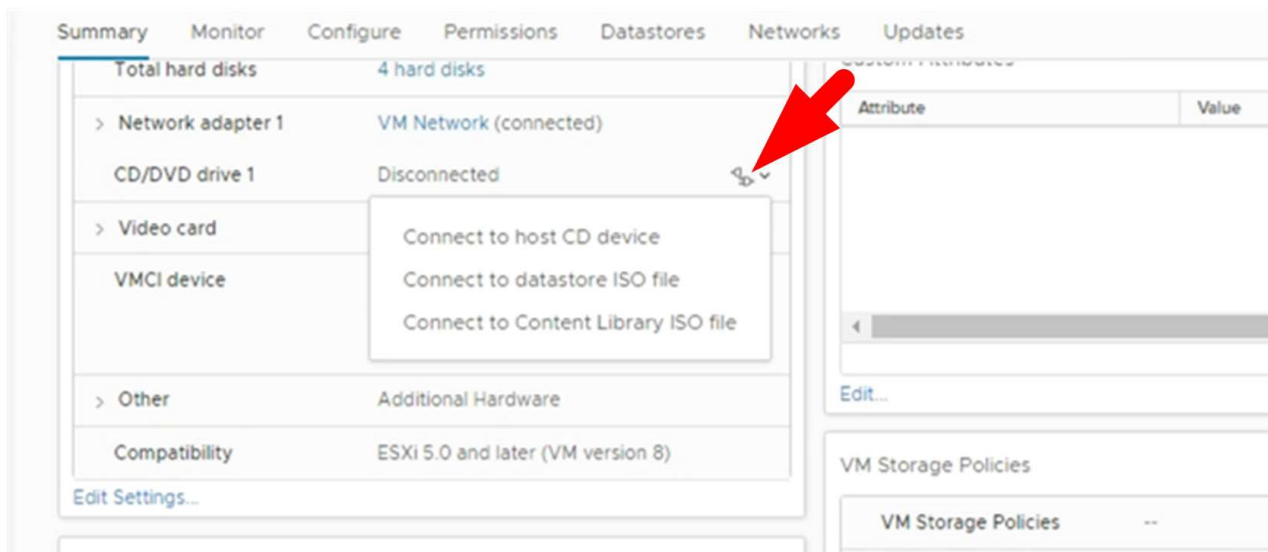 Summary Monitor Configure Permissions Datastores Networks Updates
Total hard disks 4 hard disks
Network adapter 1 VM Network (connected)
CD/DVD drive 1 Disconnected
Connect to host CD device
Connect to datastore ISO file
Connect to Content Library ISO file
Video card
VMCI device
Other Additional Hardware
Compatibility ESXi 5.0 and later (VM version 8)
Edit Settings...
Custom Attributes
Attribute Value
Edit...
VM Storage Policies
VM Storage Policies --